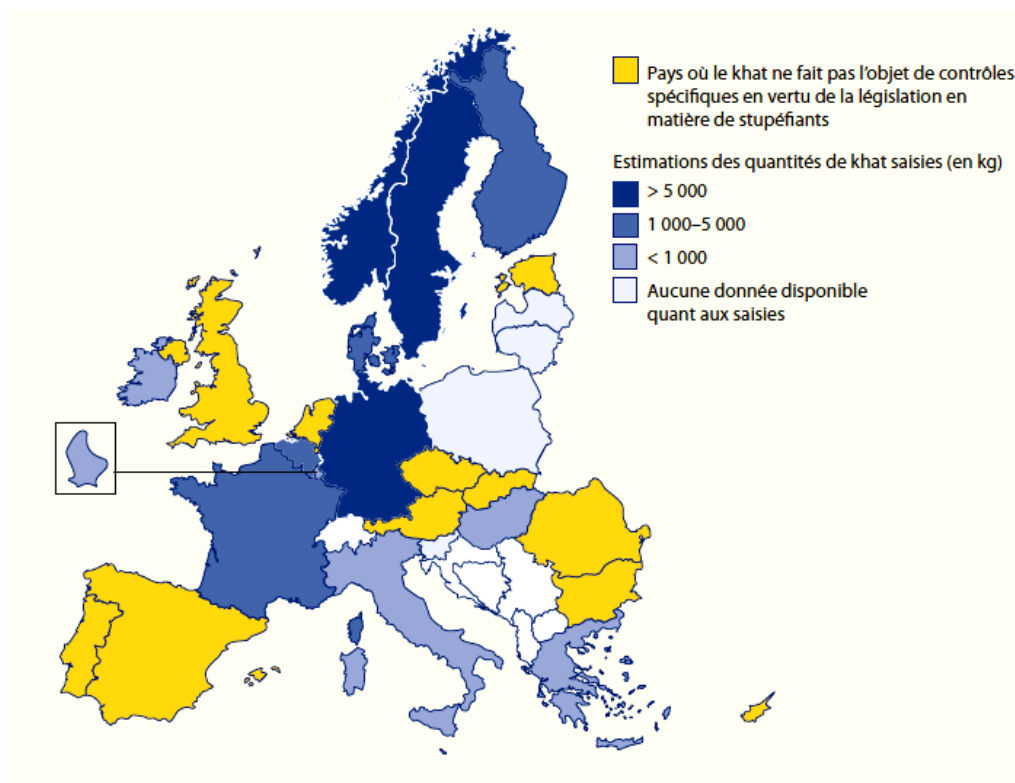 Pays où le khat ne fait pas l'objet de contrôles
spécifiques en vertu de la législation en
matière de stupéfiants
Estimations des quantités de khat saisies (en kg)
> 5 000
1 000–5 000
< 1 000
Aucune donnée disponible
quant aux saisies